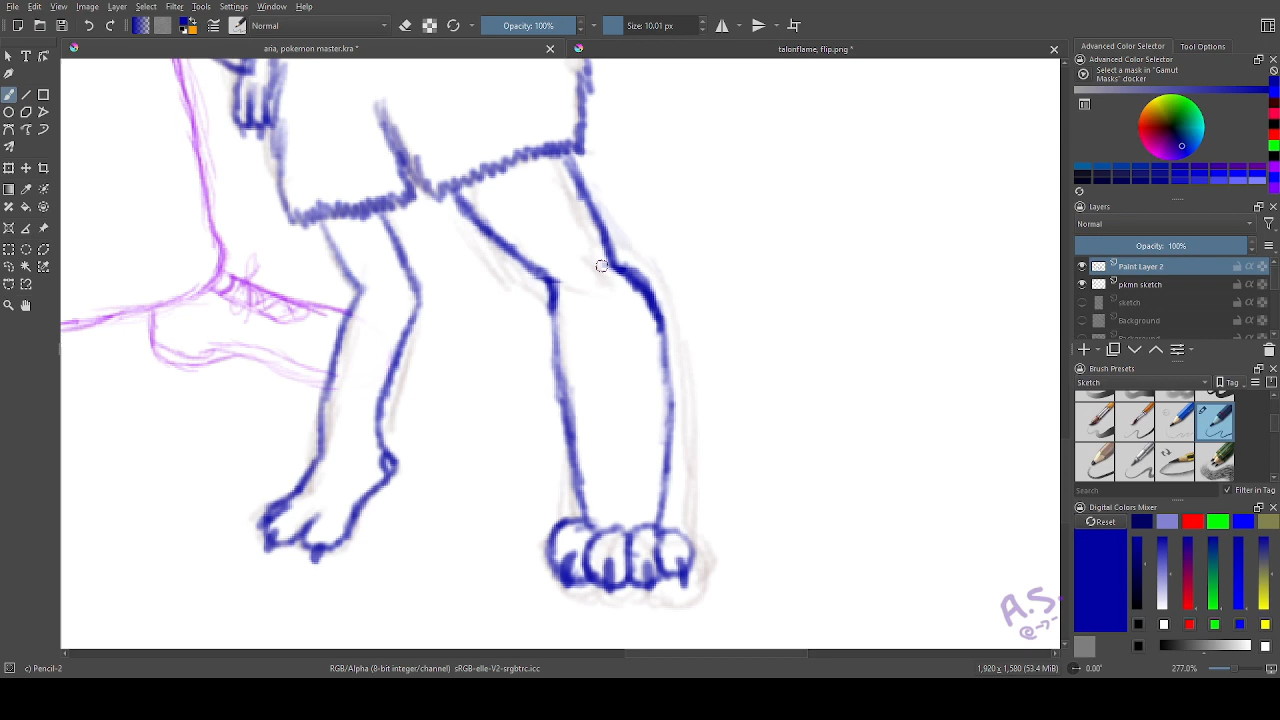 File Edit View Image Layer Select Filter Tools Settings Window Help
Normal
Opacity: 100%
Size: 10.01 px
aria, pokemon master.kra *
talonflame, flip.png *
Advanced Color Selector
Tool Options
Advanced Color Selector
Select a mask in "Gamut
Masks" docker
Layers
Normal
Opacity: 100%
Paint Layer 2
pkmn sketch
sketch
Background
Brush Presets
Sketch
Tag
Search
Filter in Tag
Digital Colors Mixer
Reset
A.S.
c) Pencil-2
RGB/Alpha (8-bit integer/channel) sRGB-elle-V2-srgbtrc.icc
1,920 x 1,580 (53.4 MiB)
0.00°
277.0%